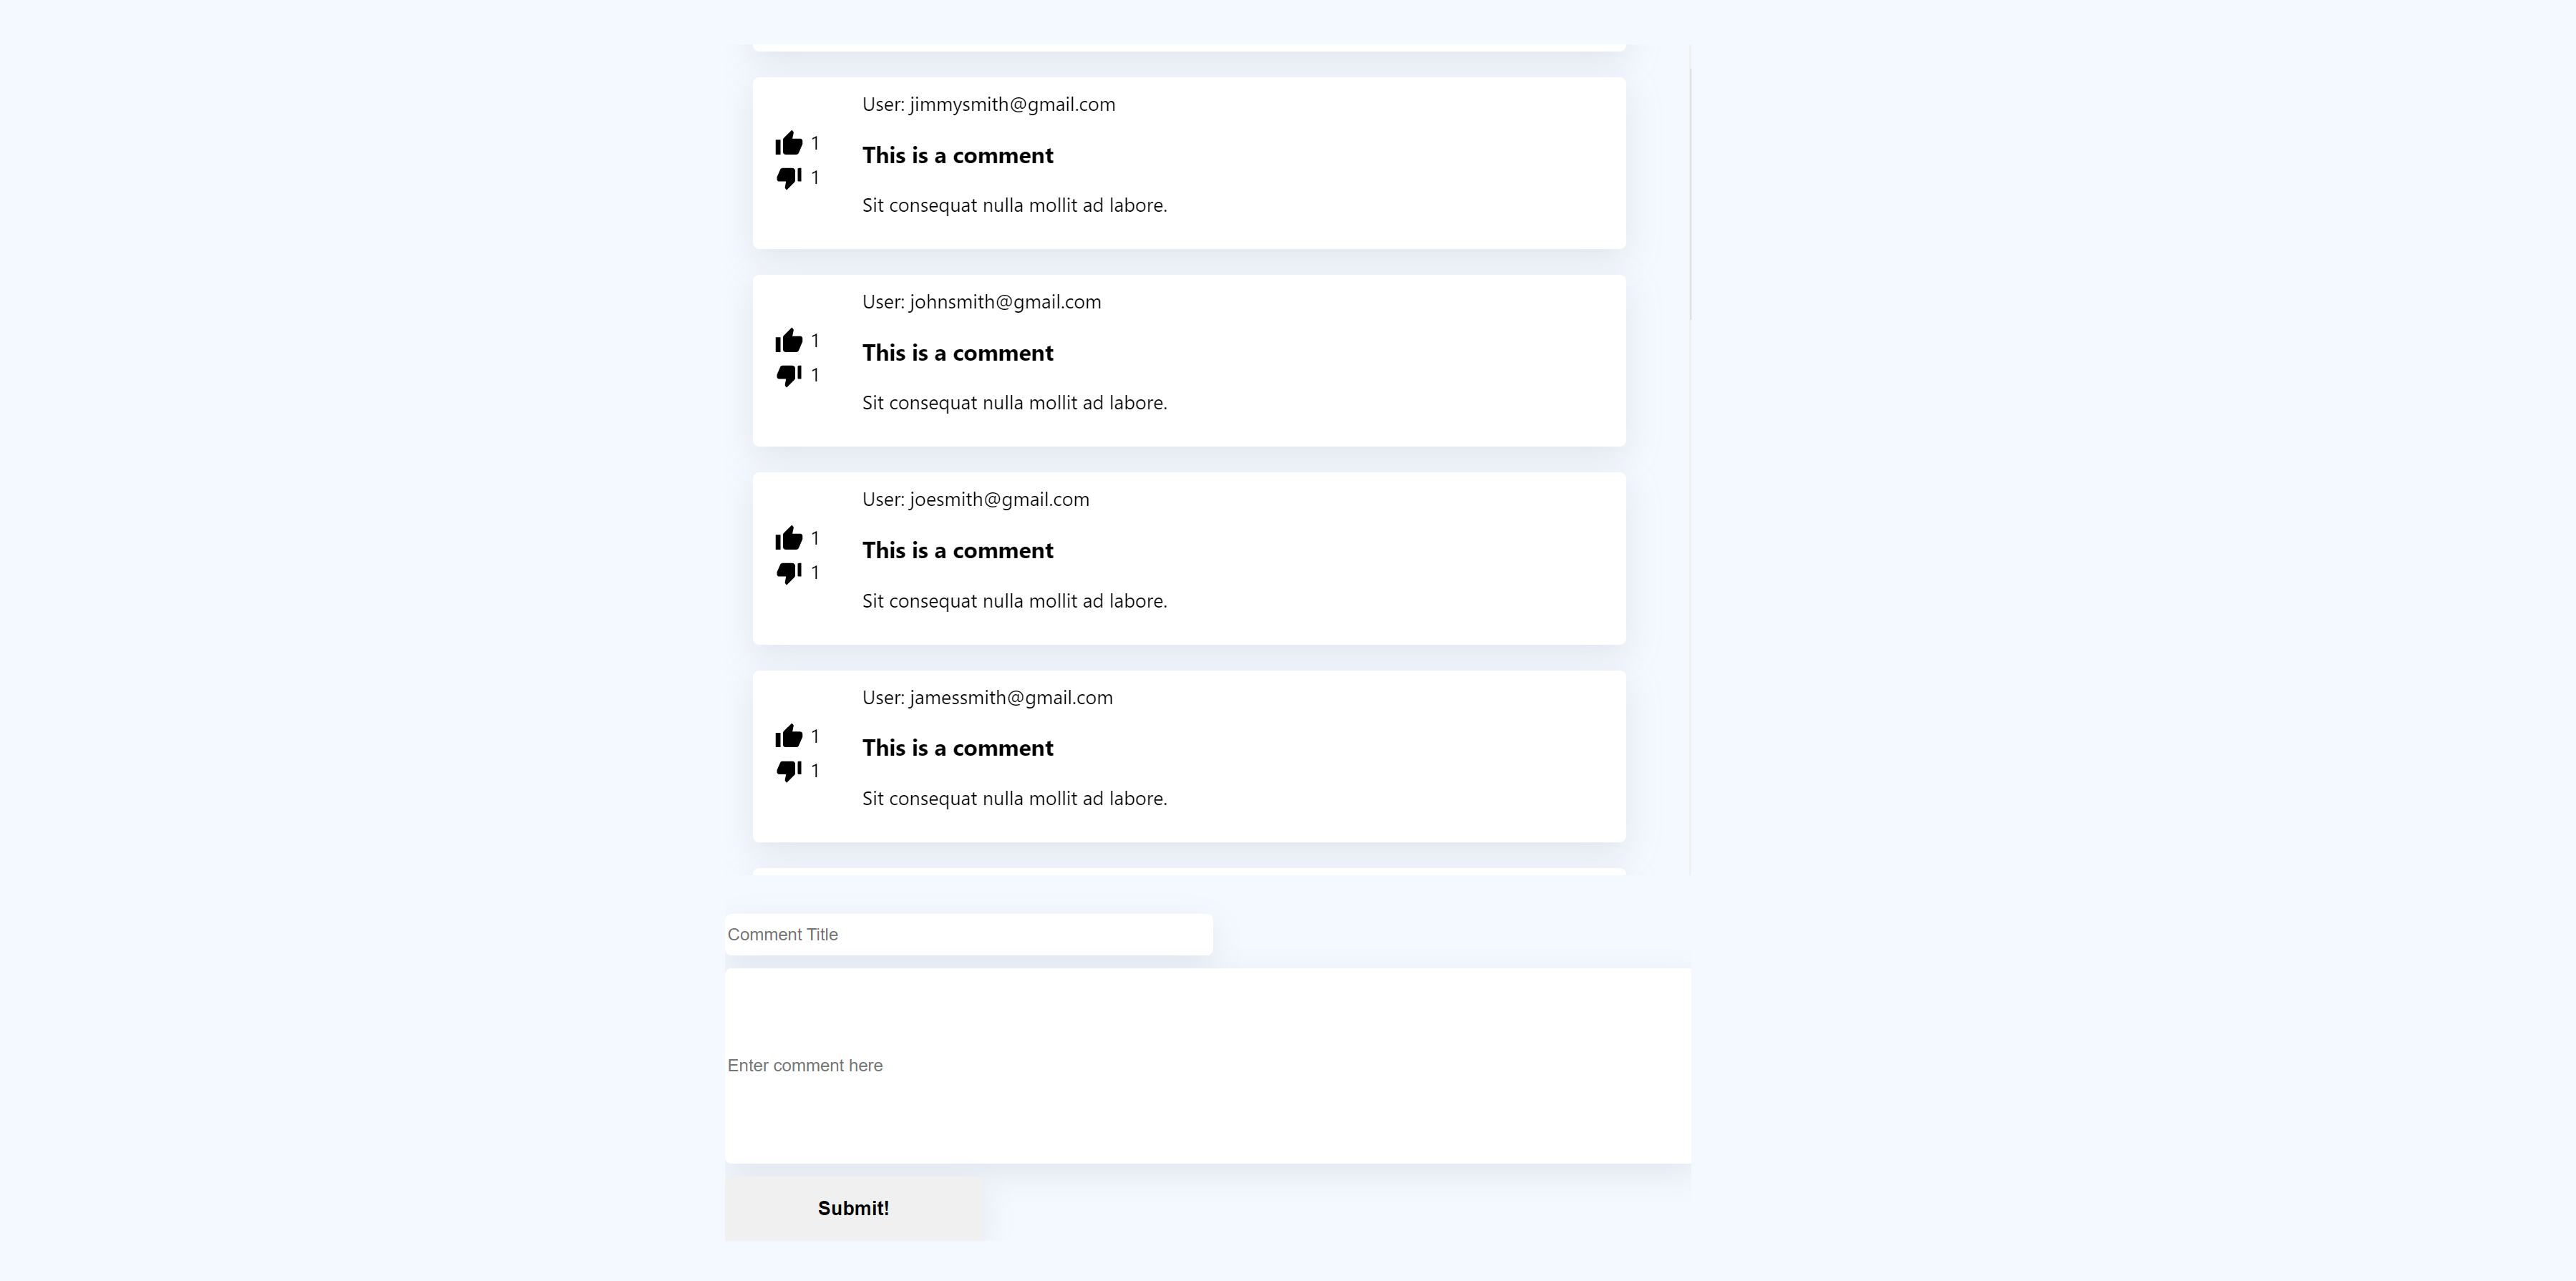 User: jimmysmith@gmail.com
1
This is a comment
1
Sit consequat nulla mollit ad labore.
User: johnsmith@gmail.com
1
This is a comment
1
Sit consequat nulla mollit ad labore.
User: joesmith@gmail.com
1
This is a comment
1
Sit consequat nulla mollit ad labore.
User: jamessmith@gmail.com
1
This is a comment
1
Sit consequat nulla mollit ad labore.
Comment Title
Enter comment here
Submit!